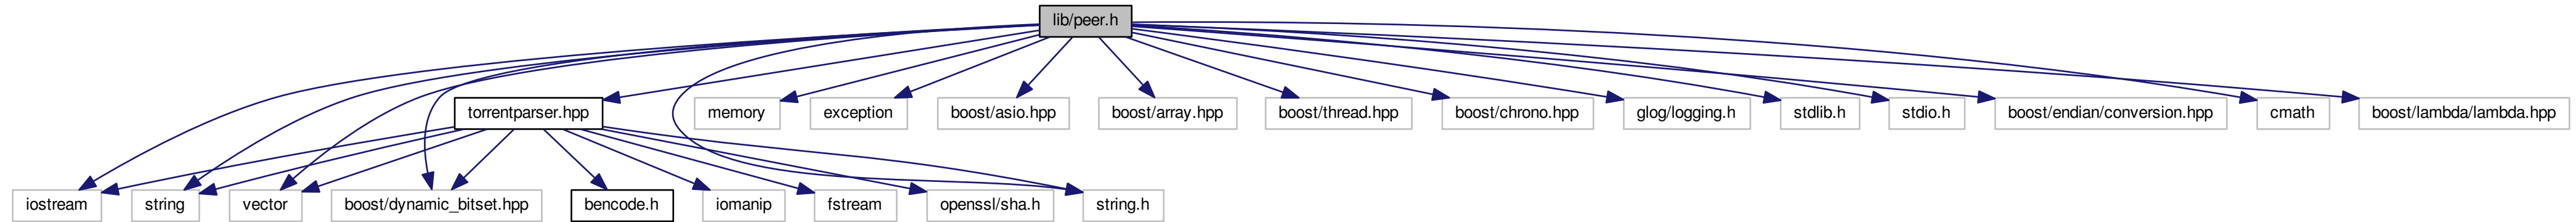 lib/peer.h
torrentparser.hpp
memory
exception
boost/asio.hpp
boost/array.hpp
boost/thread.hpp
boost/chrono.hpp
glog/logging.h
stdlib.h
stdio.h
boost/endian/conversion.hpp
cmath
boost/lambda/lambda.hpp
iostream
string
vector
boost/dynamic_bitset.hpp
bencode.h
iomanip
fstream
openssl/sha.h
string.h